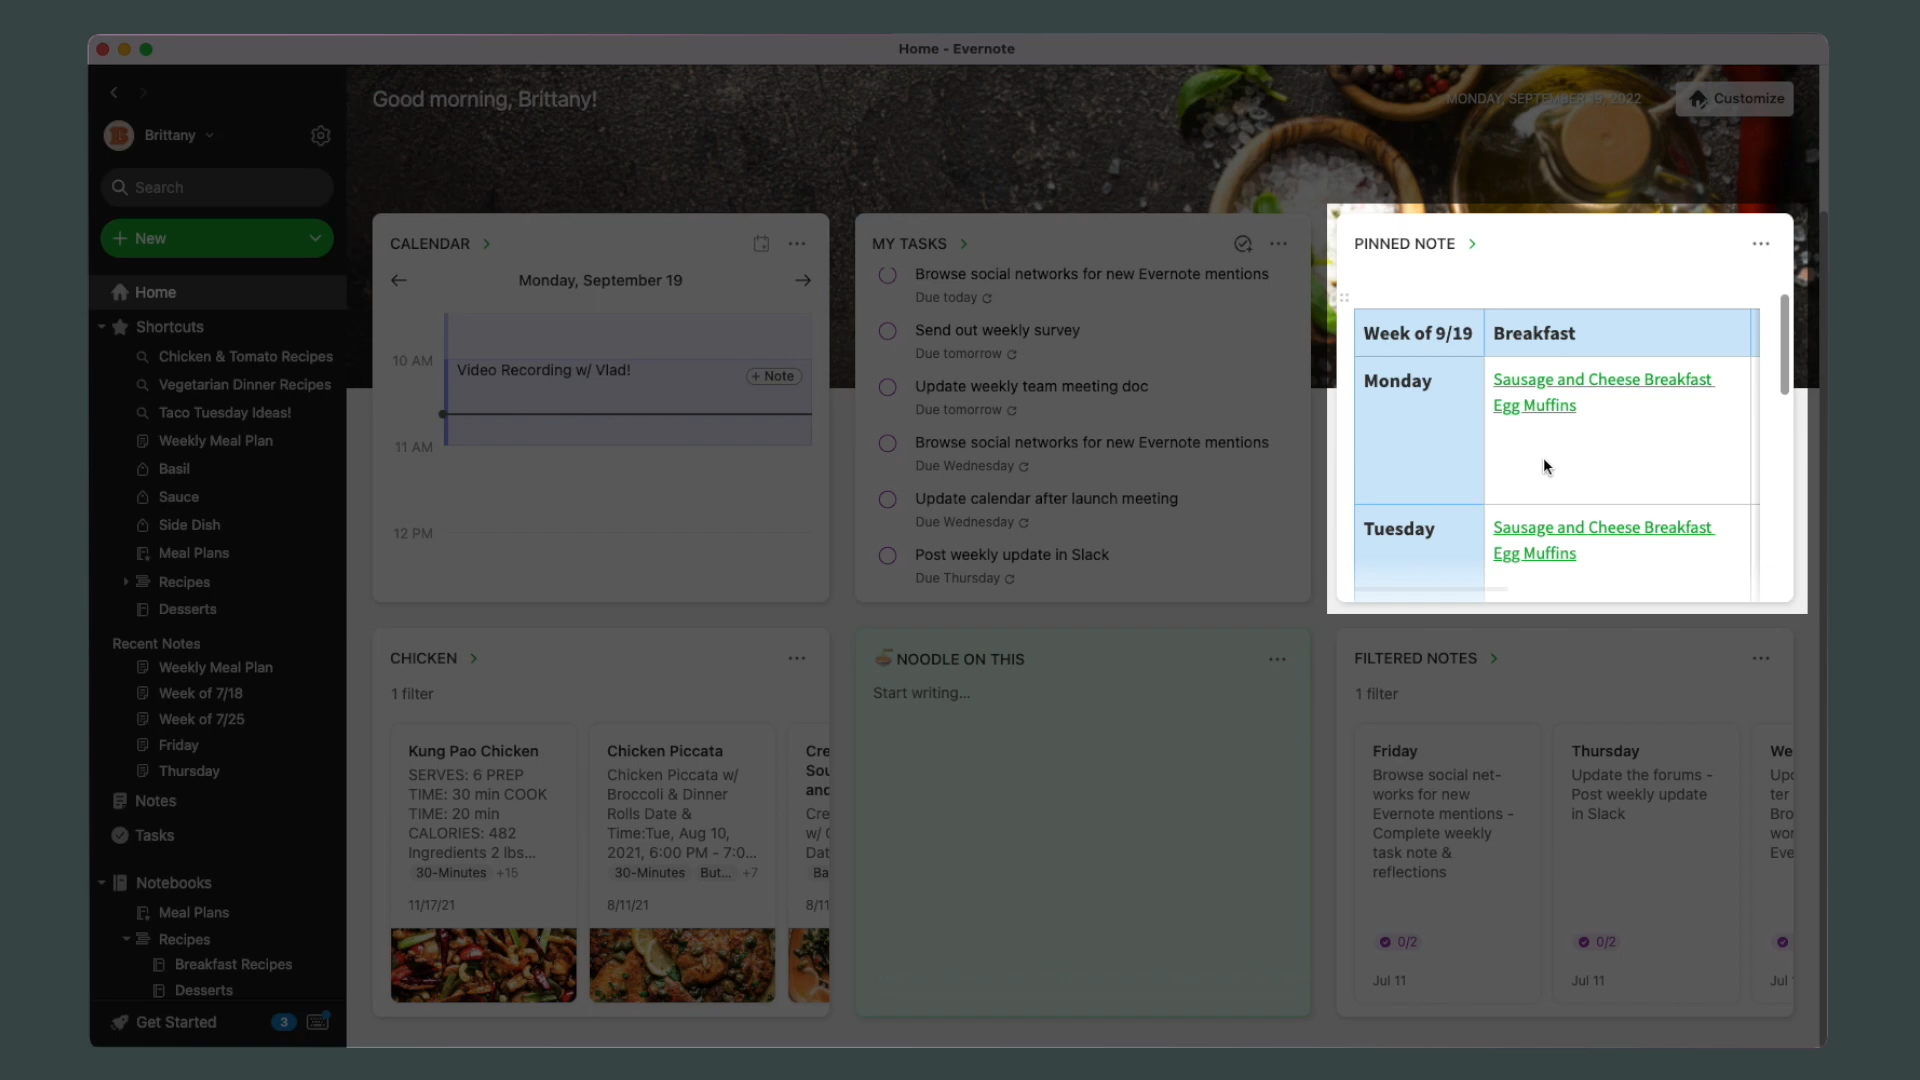 Home - Evernote
Good morning, Brittany!
MONDAY, SEPTEMBER 19, 2022
Customize
Brittany
Search
New
Home
Shortcuts
Chicken & Tomato Recipes
Vegetarian Dinner Recipes
Taco Tuesday Ideas!
Weekly Meal Plan
Basil
Sauce
Side Dish
Meal Plans
Recipes
Desserts
Recent Notes
Weekly Meal Plan
Week of 7/18
Week of 7/25
Friday
Thursday
Notes
Tasks
Notebooks
Meal Plans
Recipes
Breakfast Recipes
Desserts
Get Started
3
CALENDAR
Monday, September 19
10 AM
Video Recording w/ Vlad!
+ Note
11 AM
12 PM
MY TASKS
Browse social networks for new Evernote mentions
Due today
Send out weekly survey
Due tomorrow
Update weekly team meeting doc
Due tomorrow
Browse social networks for new Evernote mentions
Due Wednesday
Update calendar after launch meeting
Due Wednesday
Post weekly update in Slack
Due Thursday
PINNED NOTE
Week of 9/19 Breakfast
Monday
Sausage and Cheese Breakfast
Egg Muffins
Tuesday
Sausage and Cheese Breakfast
Egg Muffins
CHICKEN
1 filter
Kung Pao Chicken
SERVES: 6 PREP
TIME: 30 min COOK
TIME: 20 min
CALORIES: 482
Ingredients 2 lbs...
30-Minutes +15
11/17/21
Chicken Piccata
Chicken Piccata w/
Broccoli & Dinner
Rolls Date &
Time:Tue, Aug 10,
2021, 6:00 PM - 7:0...
30-Minutes But... +7
8/11/21
Cre
Sou
and
Cre
w/
Dat
Ba
8/11
NOODLE ON THIS
Start writing...
FILTERED NOTES
1 filter
Friday
Browse social net-
works for new
Evernote mentions -
Complete weekly
task note &
reflections
0/2
Jul 11
Thursday
Update the forums -
Post weekly update
in Slack
0/2
Jul 11
We
Upd
ter
Bro
wor
Eve
Jul